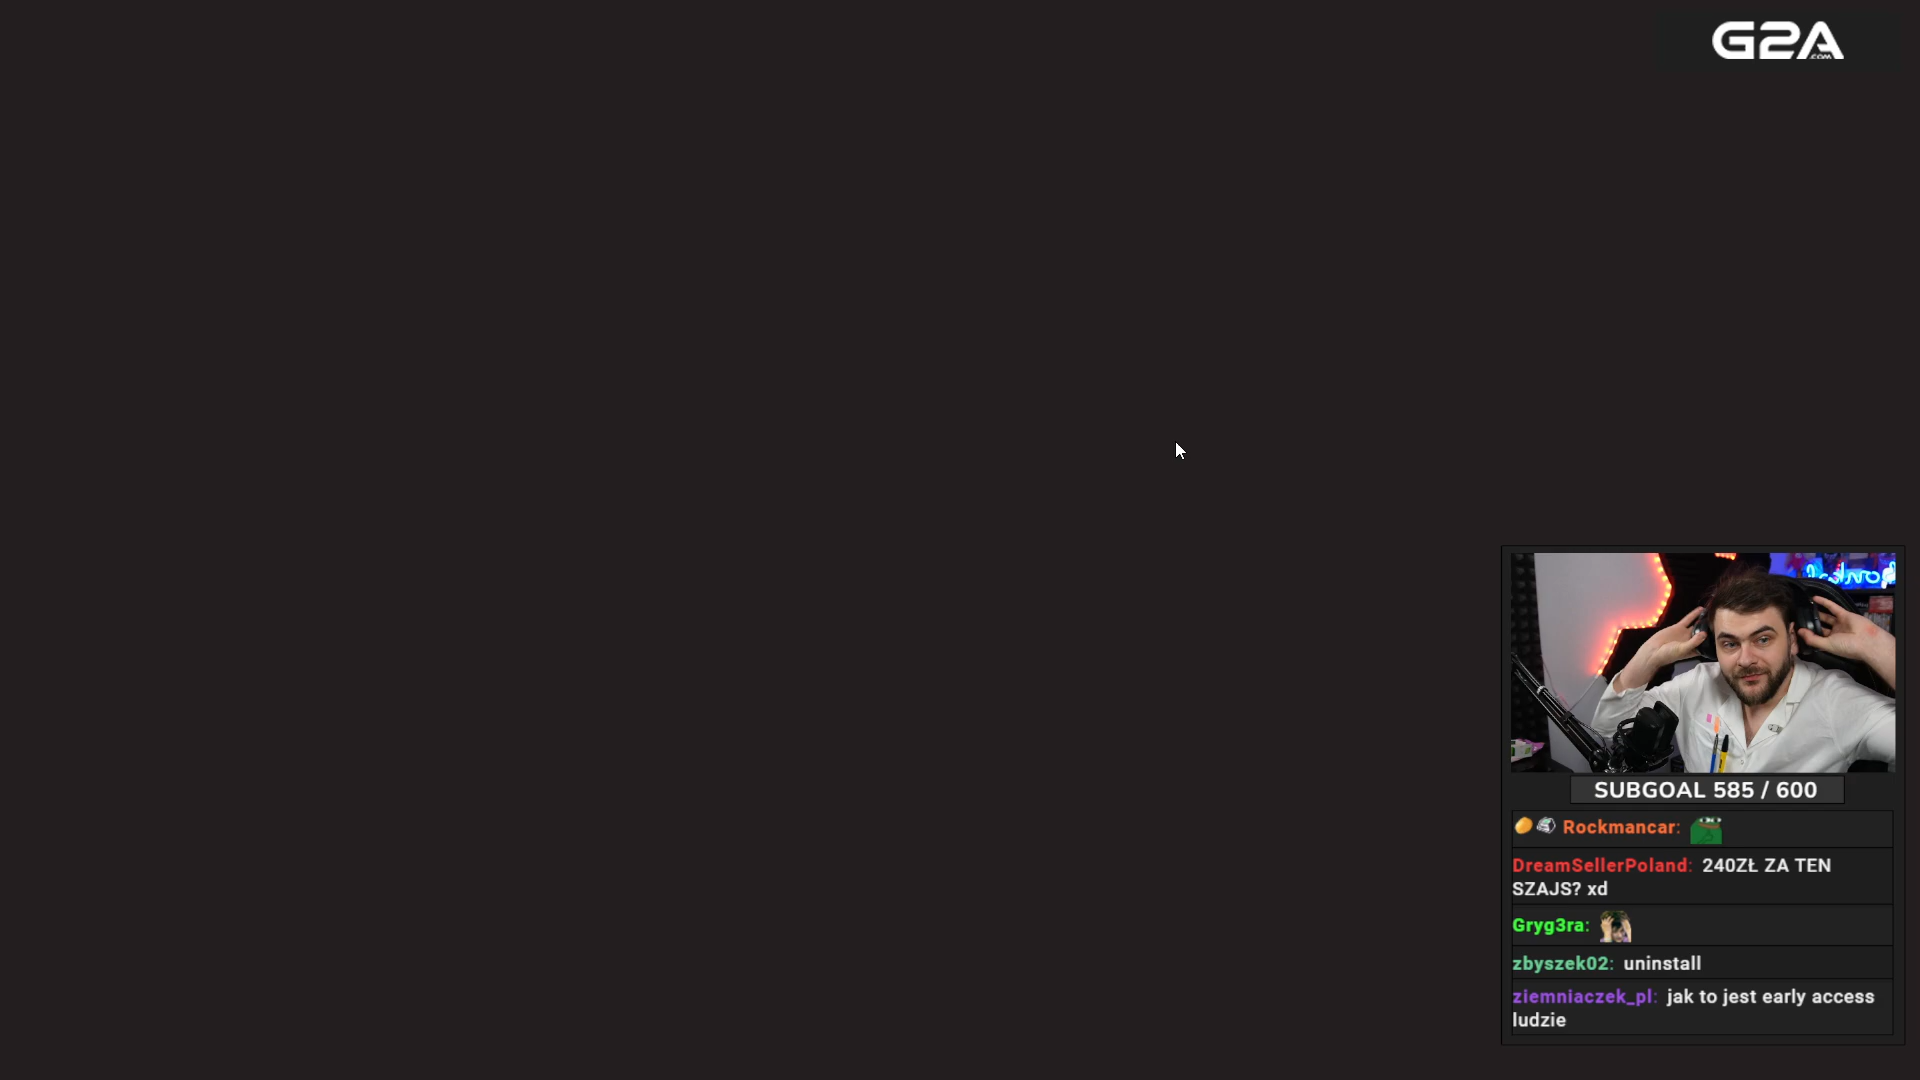 G2A
.COM
SUBGOAL 585 / 600
Rockmancar:
DreamSellerPoland: 240ZŁ ZA TEN
SZAJS? xd
Gryg3ra:
zbyszek02: uninstall
ziemniaczek_pl: jak to jest early access
ludzie